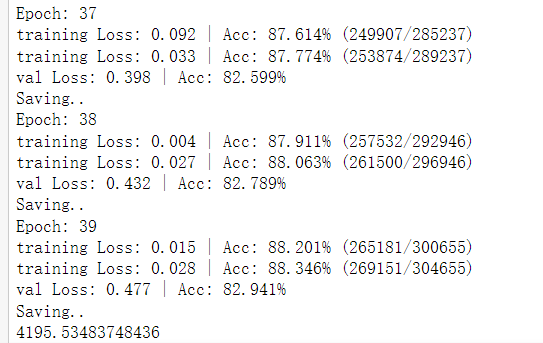 Epoch: 37
training Loss: 0.092 | Acc: 87.614% (249907/285237)
training Loss: 0.033 | Acc: 87.774% (253874/289237)
val Loss: 0.398 | Acc: 82.599%
Saving..
Epoch: 38
training Loss: 0.004 | Acc: 87.911% (257532/292946)
training Loss: 0.027 | Acc: 88.063% (261500/296946)
val Loss: 0.432 | Acc: 82.789%
Saving..
Epoch: 39
training Loss: 0.015 | Acc: 88.201% (265181/300655)
training Loss: 0.028 | Acc: 88.346% (269151/304655)
val Loss: 0.477 | Acc: 82.941%
Saving..
4195.53483748436